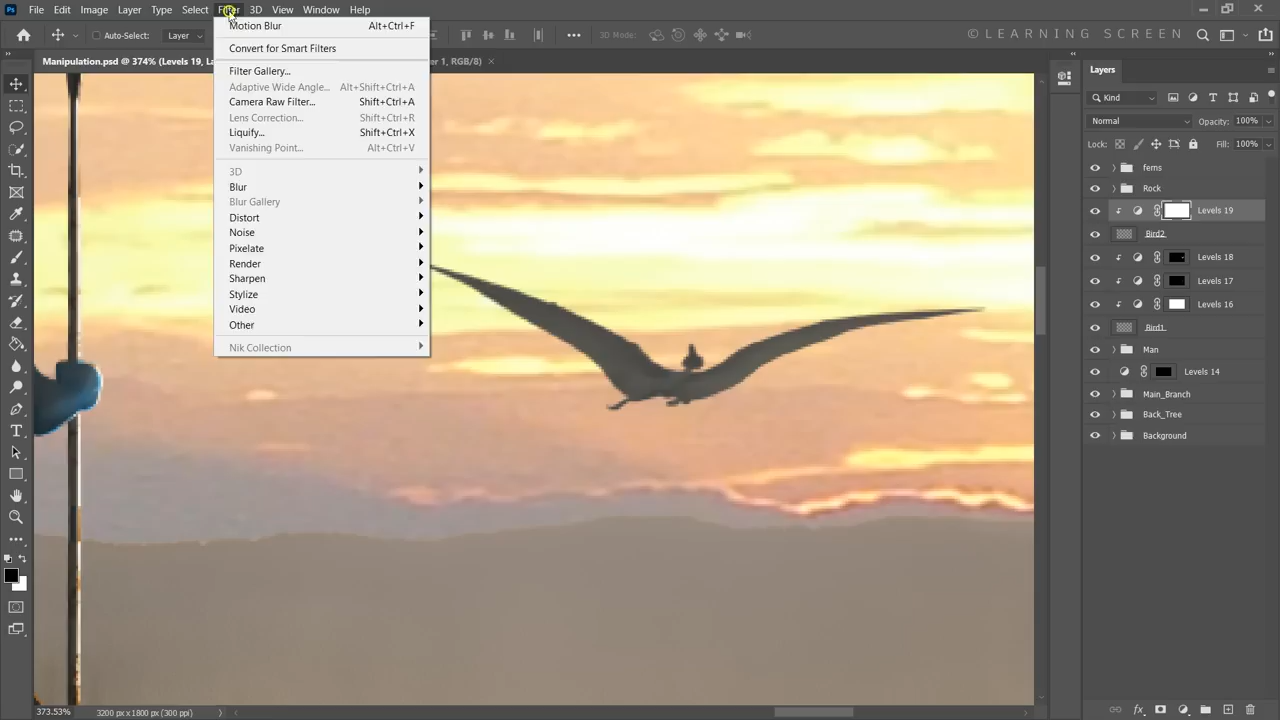 File Edit Image Layer Type Select Filter 3D View Window Help
Auto-Select: Layer
3D Mode:
© LEARNING SCREEN
Manipulation.psd @ 374% (Levels 19, La
er 1, RGB/8)
Motion Blur Alt+Ctrl+F
Convert for Smart Filters
Filter Gallery...
Adaptive Wide Angle... Alt+Shift+Ctrl+A
Camera Raw Filter... Shift+Ctrl+A
Lens Correction... Shift+Ctrl+R
Liquify... Shift+Ctrl+X
Vanishing Point... Alt+Ctrl+V
3D
Blur
Blur Gallery
Distort
Noise
Pixelate
Render
Sharpen
Stylize
Video
Other
Nik Collection
Layers
Kind
Normal Opacity: 100%
Lock: Fill: 100%
ferns
Rock
Levels 19
Bird2
Levels 18
Levels 17
Levels 16
Bird1
Man
Levels 14
Main_Branch
Back_Tree
Background
373.53% 3200 px x 1800 px (300 ppi)